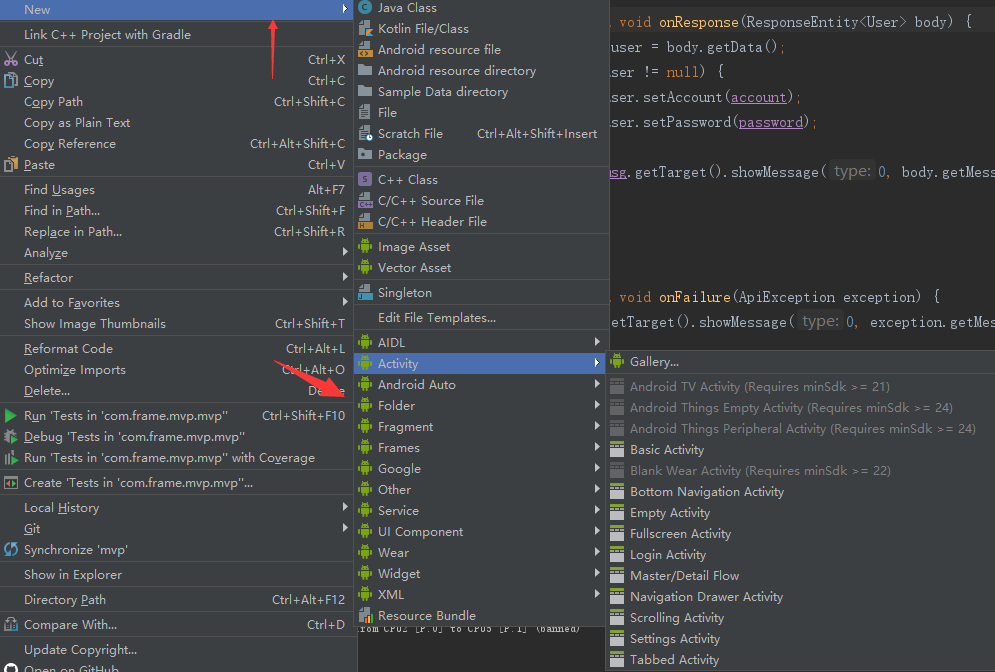 New
Link C++ Project with Gradle
Cut Ctrl+X
Copy Ctrl+C
Copy Path Ctrl+Shift+C
Copy as Plain Text
Copy Reference Ctrl+Alt+Shift+C
Paste Ctrl+V
Find Usages Alt+F7
Find in Path... Ctrl+Shift+F
Replace in Path... Ctrl+Shift+R
Analyze
Refactor
Add to Favorites
Show Image Thumbnails Ctrl+Shift+T
Reformat Code Ctrl+Alt+L
Optimize Imports Ctrl+Alt+O
Delete...
Run 'Tests in 'com.frame.mvp.mvp'' Ctrl+Shift+F10
Debug 'Tests in 'com.frame.mvp.mvp''
Run 'Tests in 'com.frame.mvp.mvp'' with Coverage
Create 'Tests in 'com.frame.mvp.mvp''...
Local History
Git
Synchronize 'mvp'
Show in Explorer
Directory Path Ctrl+Alt+F12
Compare With... Ctrl+D
Update Copyright...
Open on GitHub
Java Class
Kotlin File/Class
Android resource file
Android resource directory
Sample Data directory
File
Scratch File Ctrl+Alt+Shift+Insert
Package
C++ Class
C/C++ Source File
C/C++ Header File
Image Asset
Vector Asset
Singleton
Edit File Templates...
AIDL
Activity
Android Auto
Folder
Fragment
Frames
Google
Other
Service
UI Component
Wear
Widget
XML
Resource Bundle
from CPU2 [P.0] to CPU5 [P.1] (banned)
Gallery...
Android TV Activity (Requires minSdk >= 21)
Android Things Empty Activity (Requires minSdk >= 24)
Android Things Peripheral Activity (Requires minSdk >= 24)
Basic Activity
Blank Wear Activity (Requires minSdk >= 22)
Bottom Navigation Activity
Empty Activity
Fullscreen Activity
Login Activity
Master/Detail Flow
Navigation Drawer Activity
Scrolling Activity
Settings Activity
Tabbed Activity
void onResponse(ResponseEntity<User> body) {
user = body.getData();
ser != null) {
ser.setAccount(account);
ser.setPassword(password);
sg.getTarget().showMessage( type: 0, body.getMess
void onFailure(ApiException exception) {
etTarget().showMessage( type: 0, exception.getMes